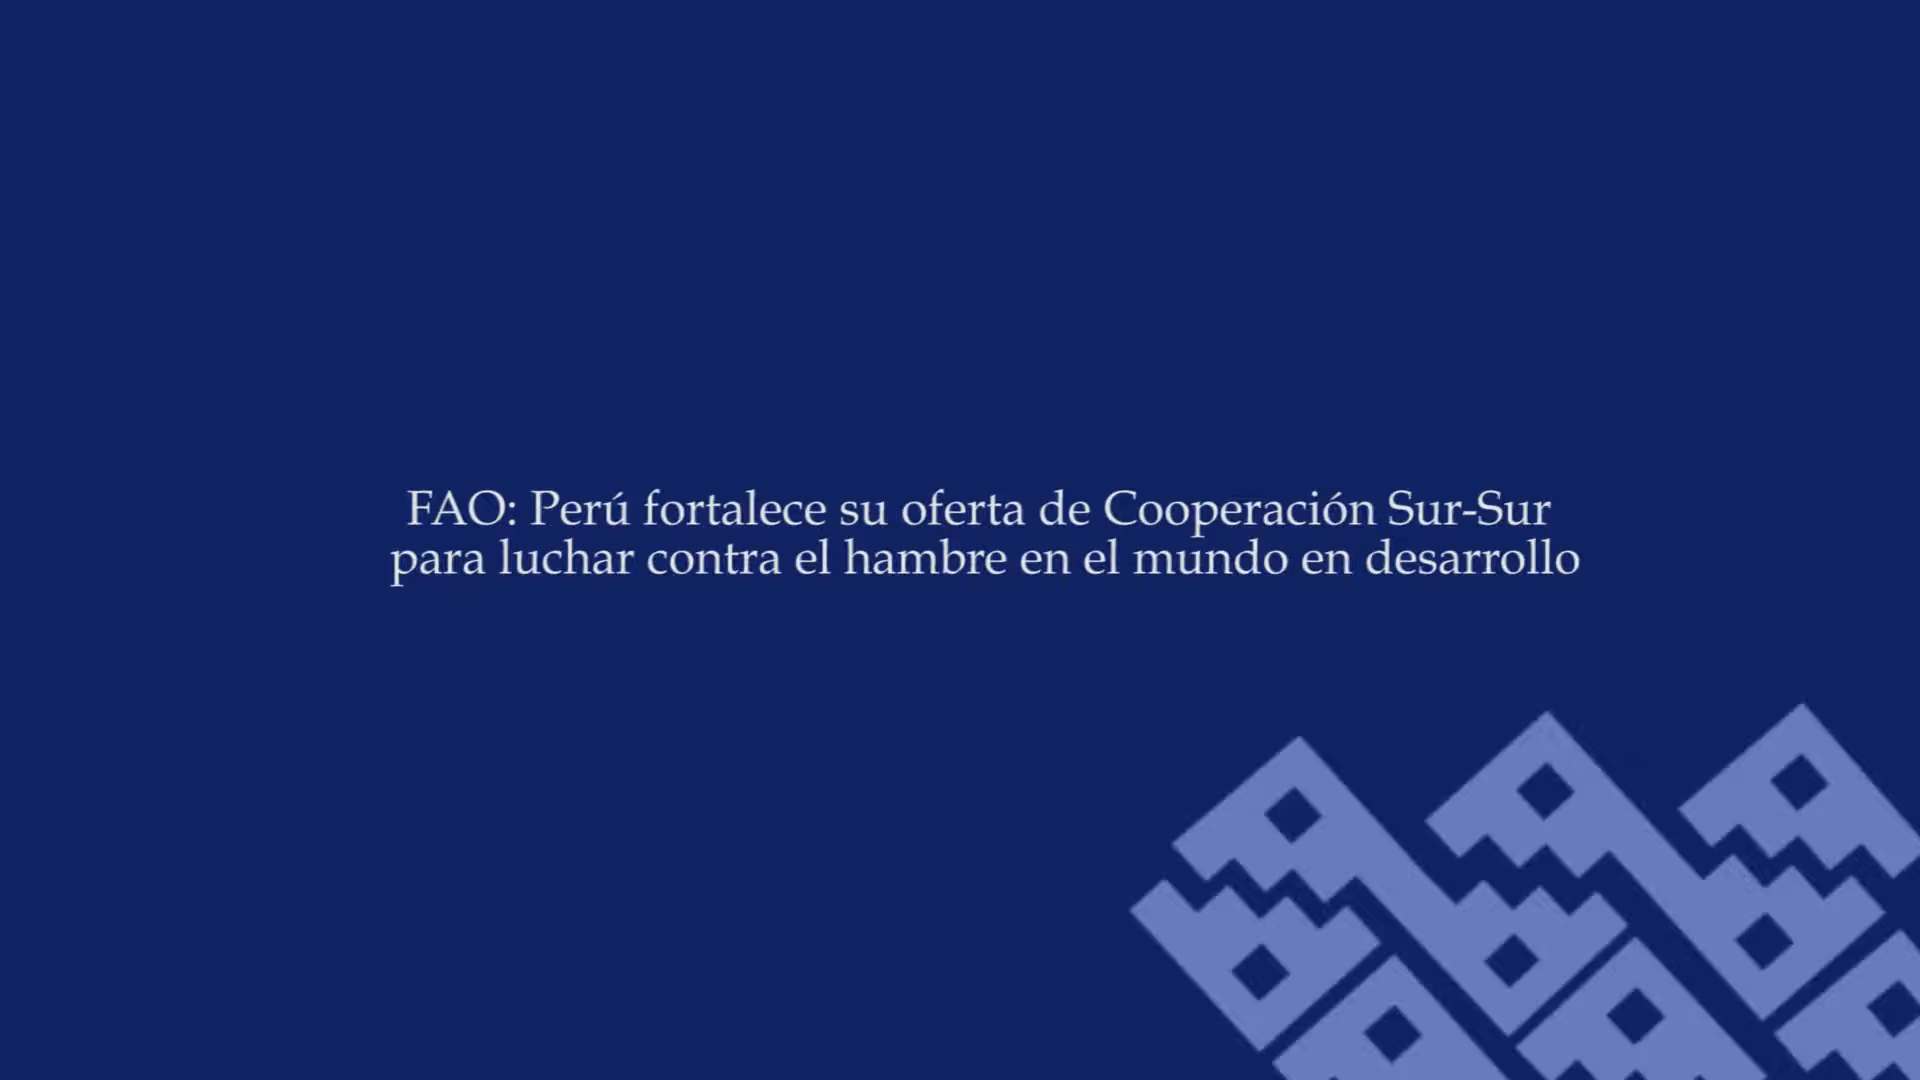 FAO: Perú fortalece su oferta de Cooperación Sur-Sur
para luchar contra el hambre en el mundo en desarrollo